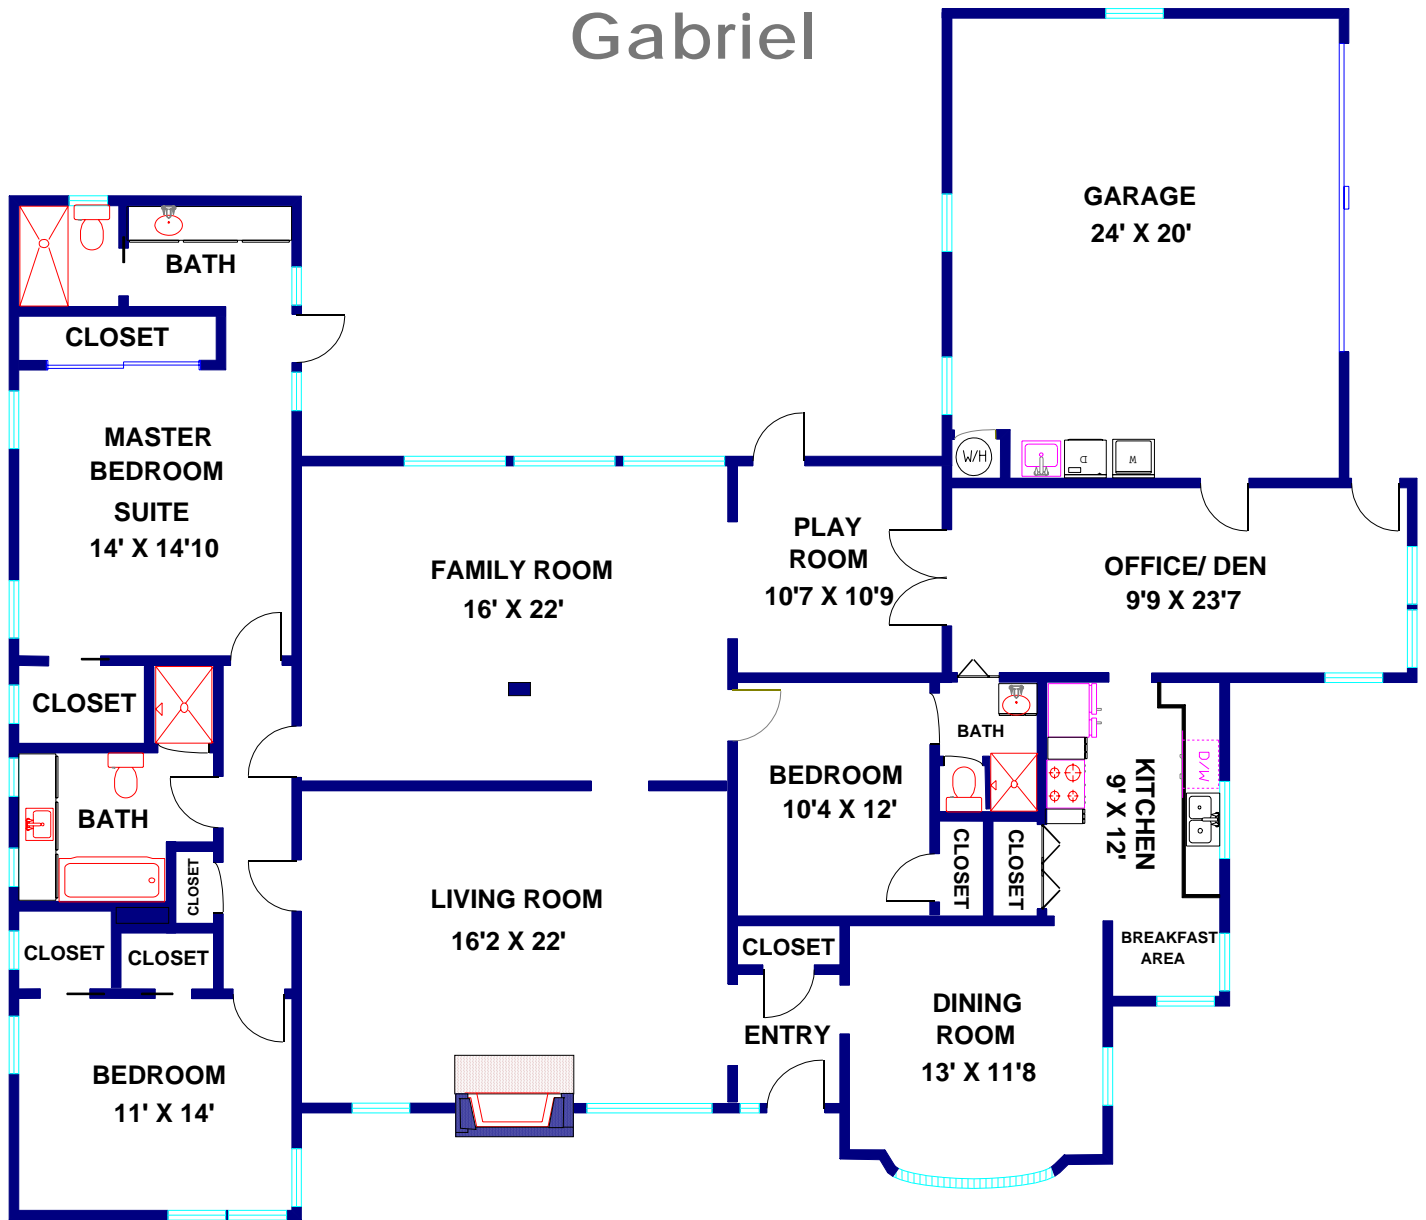 Gabriel
GARAGE
24' X 20'
BATH
CLOSET
MASTER
BEDROOM
SUITE
14' X 14'10
W/H
D
W
PLAY
ROOM
10'7 X 10'9
FAMILY ROOM
16' X 22'
OFFICE/ DEN
9'9 X 23'7
CLOSET
BATH
BATH
BEDROOM
10'4 X 12'
KITCHEN
9' X 12'
D/W
CLOSET
CLOSET
CLOSET
LIVING ROOM
16'2 X 22'
CLOSET
CLOSET
CLOSET
BREAKFAST
AREA
ENTRY
DINING
ROOM
13' X 11'8
BEDROOM
11' X 14'